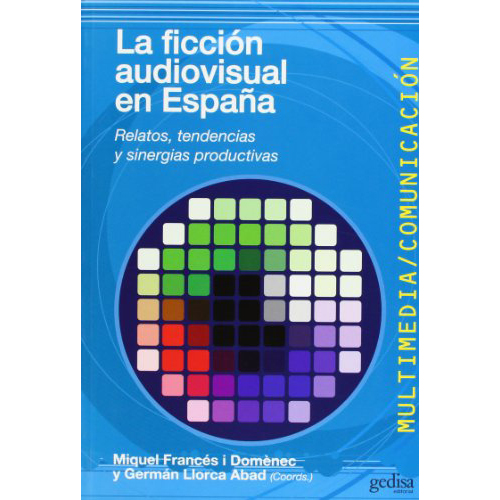 La ficción
audiovisual
en España
Relatos, tendencias
y sinergias productivas
MULTIMEDIA/COMUNICACIÓN
Miquel Francés i Domènec
y Germán Llorca Abad (Coords.)
gedisa
editorial